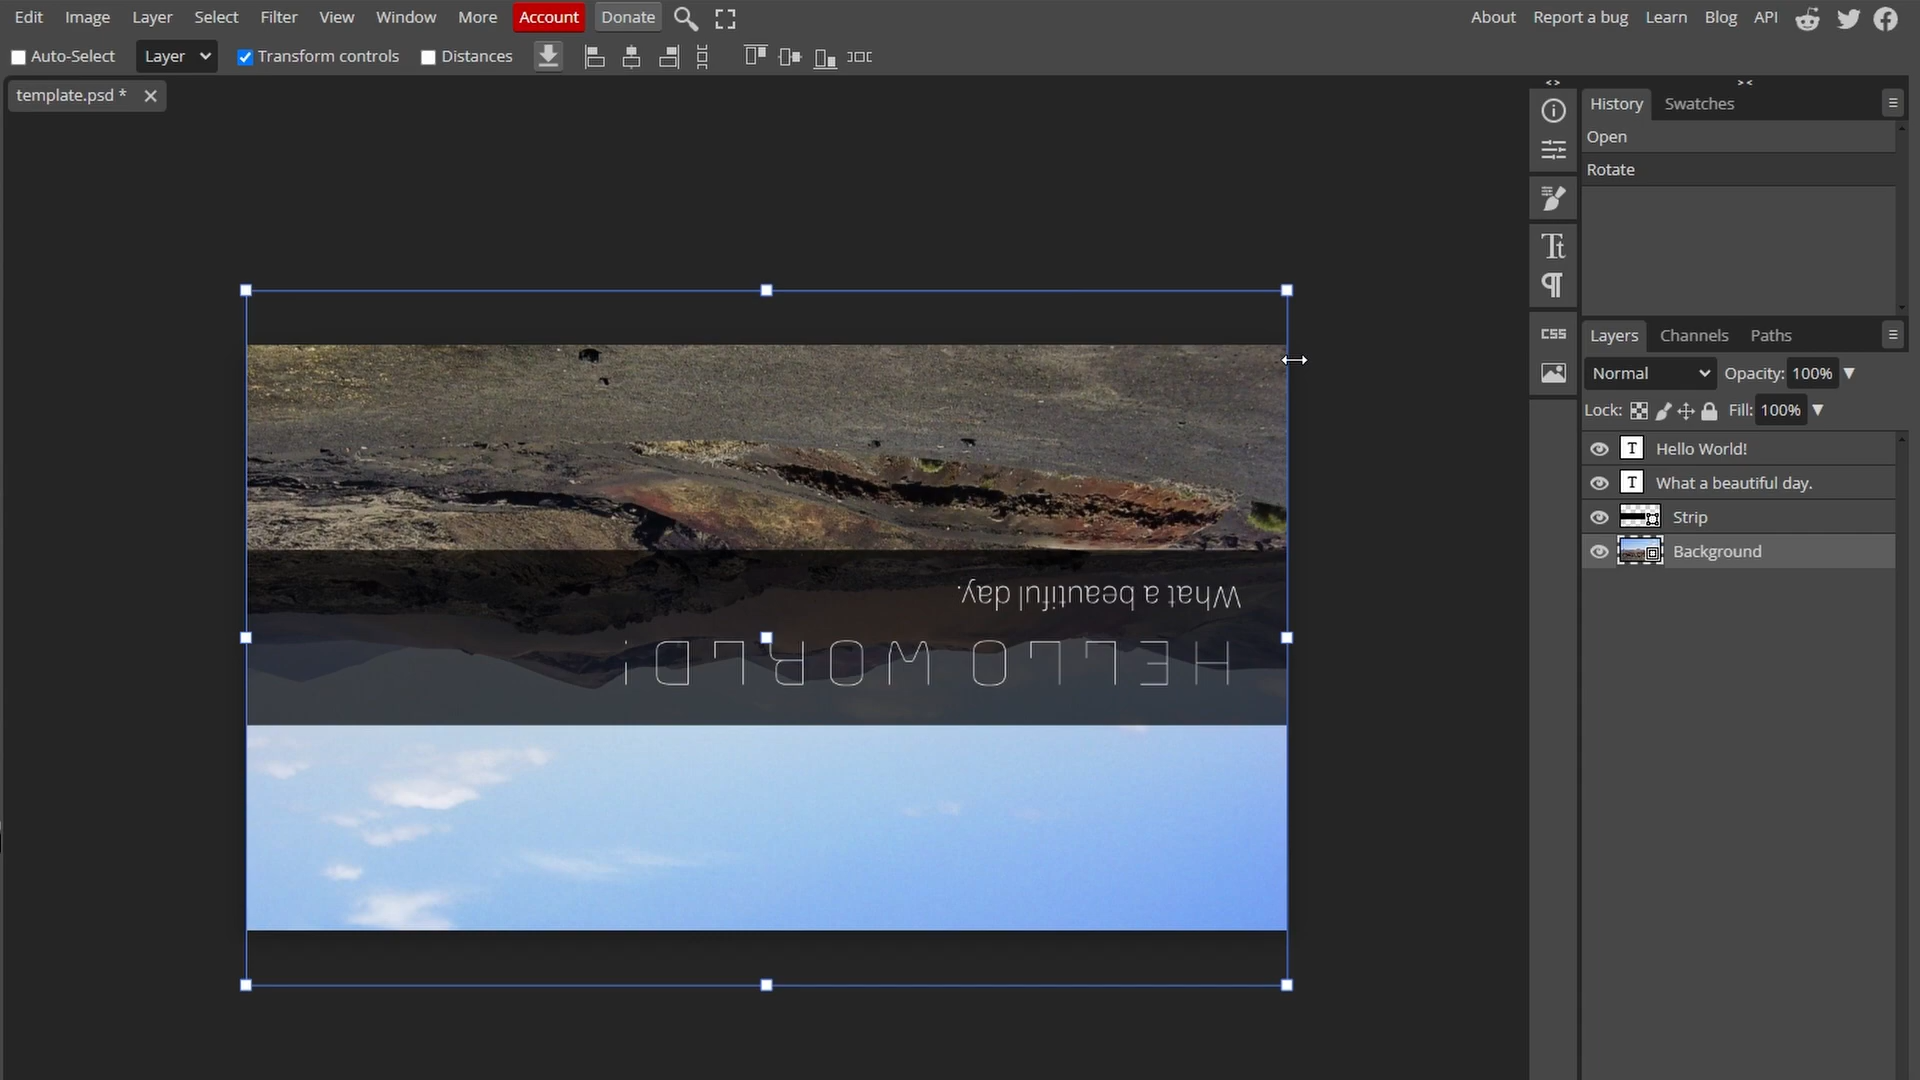 Edit Image Layer Select Filter View Window More Account Donate About Report a bug Learn Blog API
Auto-Select Layer Transform controls Distances
template.psd *
History Swatches
Open
Rotate
CSS
Layers Channels Paths
Normal Opacity: 100%
Lock: Fill: 100%
T Hello World!
T What a beautiful day.
Strip
Background
What a beautiful day.
HELLO WORLD!